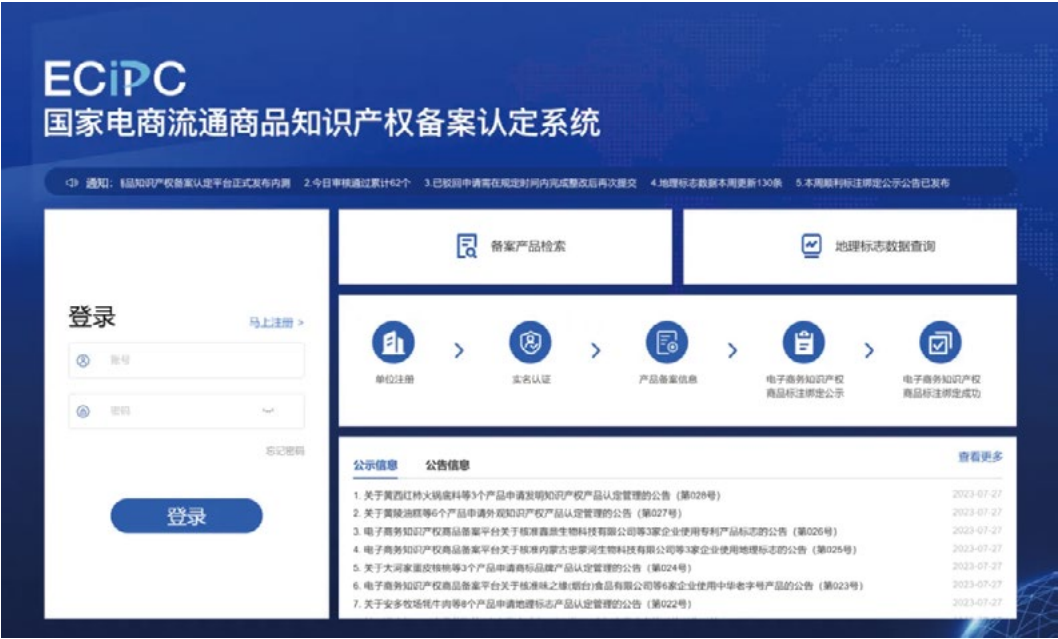 ECiPC
国家电商流通商品知识产权备案认定系统
通知: 品知识产权备案认定平台正式发布内测 2.今日审核通过累计62个 3.已驳回申请需在规定时间内完成整改后再次提交 4.地理标志数据本周更新130条 5.本周顺利标注绑定公示公告已发布
备案产品检索
地理标志数据查询
登录
马上注册 >
账号
密码
忘记密码
登录
单位注册
实名认证
产品备案信息
电子商务知识产权
商品标注绑定公示
电子商务知识产权
商品标注绑定成功
公示信息 公告信息 查看更多
1. 关于黄西红柿火锅底料等3个产品申请发明知识产权产品认定管理的公告（第028号） 2023-07-27
2. 关于黄陵油糕等6个产品申请外观知识产权产品认定管理的公告（第027号） 2023-07-27
3. 电子商务知识产权商品备案平台关于核准鑫 生物科技有限公司等3家企业使用专利产品标志的公告（第026号） 2023-07-27
4. 电子商务知识产权商品备案平台关于核准内蒙古忠蒙河生物科技有限公司等3家企业使用地理标志的公告（第025号） 2023-07-27
5. 关于大河家蛋皮核桃等3个产品申请商标品牌产品认定管理的公告（第024号） 2023-07-27
6. 电子商务知识产权商品备案平台关于核准味之缘(烟台)食品有限公司等6家企业使用中华老字号产品的公告（第023号） 2023-07-27
7. 关于安多牧场牦牛肉等8个产品申请地理标志产品认定管理的公告（第022号） 2023-07-27